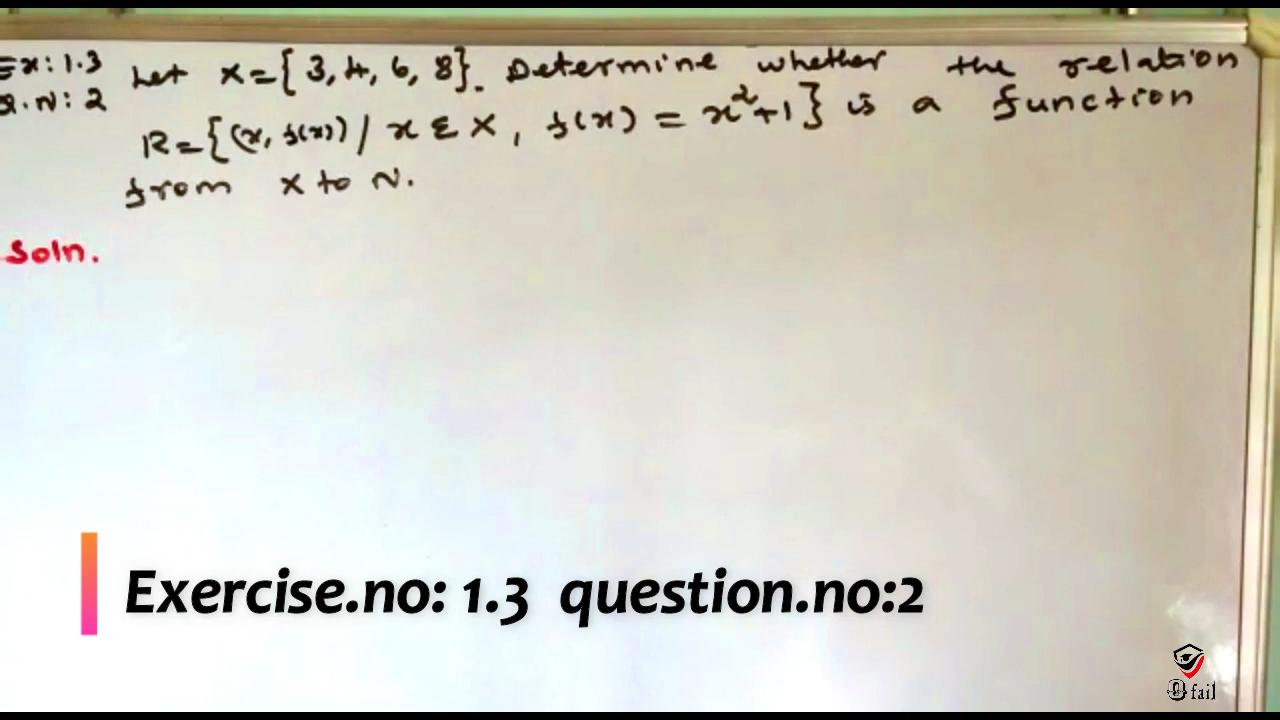 Ex: 1.3
Q.N: 2
Let X={3,4,6,8}. Determine whether the relation
R={(x, f(x)) / x ε X, f(x) = x²+1} is a function
from X to N.
Soln.
Exercise.no: 1.3 question.no:2
fail